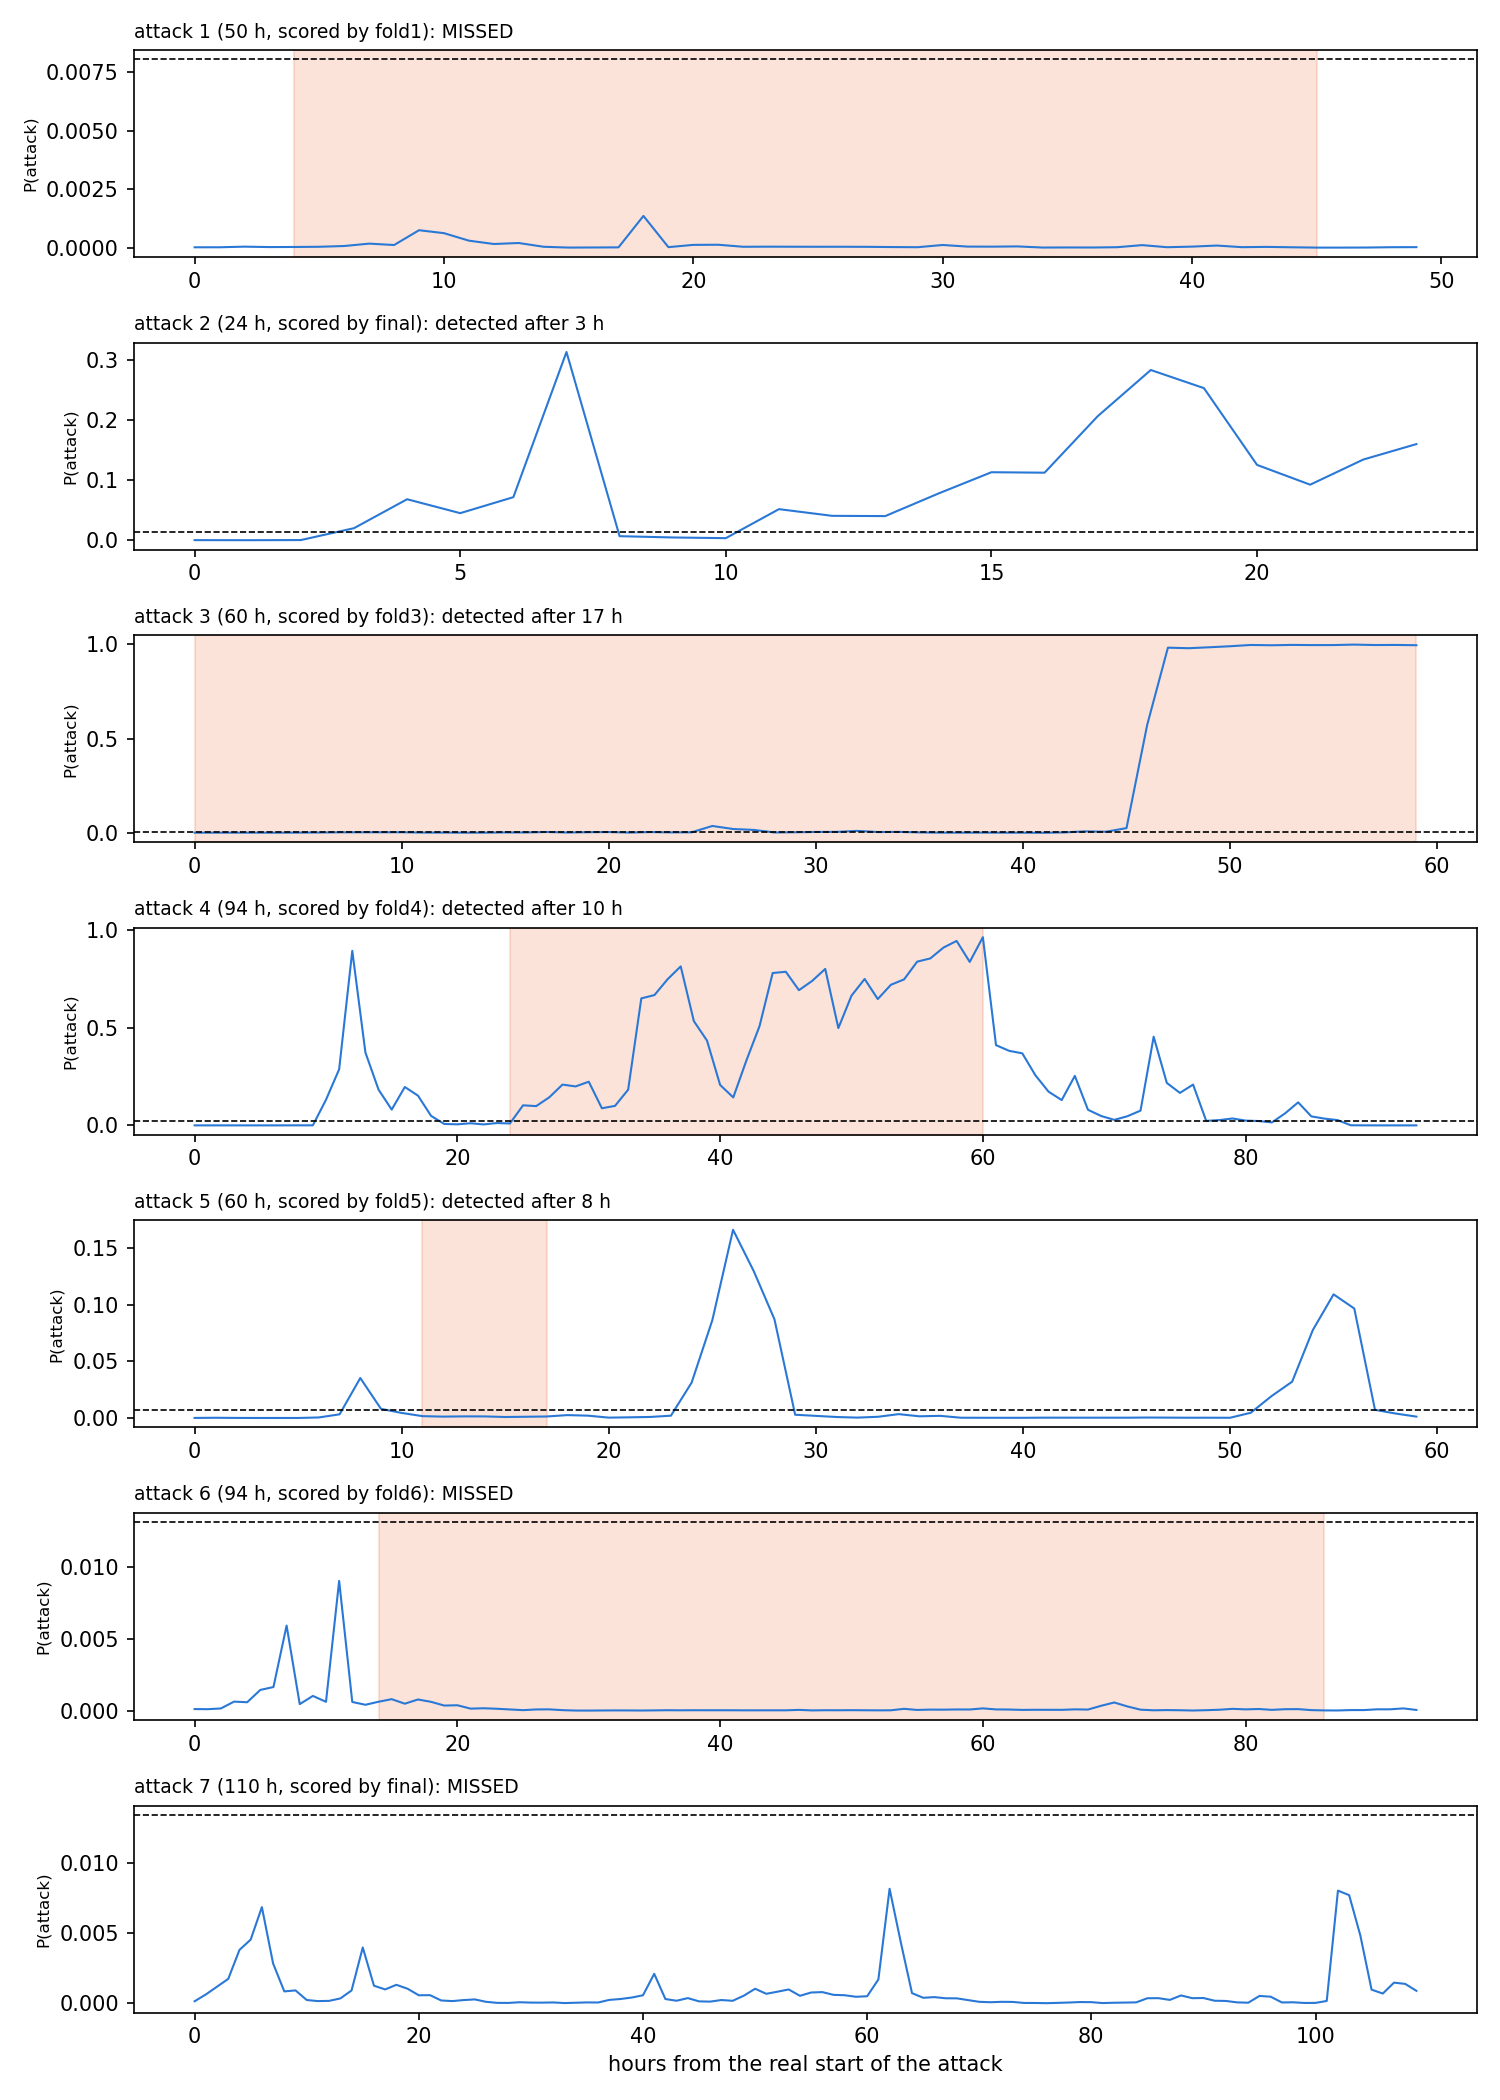 attack 1 (50 h, scored by fold1): MISSED
P(attack)
0.0075
0.0050
0.0025
0.0000
0 10 20 30 40 50
attack 2 (24 h, scored by final): detected after 3 h
P(attack)
0.3
0.2
0.1
0.0
0 5 10 15 20
attack 3 (60 h, scored by fold3): detected after 17 h
P(attack)
1.0
0.5
0.0
0 10 20 30 40 50 60
attack 4 (94 h, scored by fold4): detected after 10 h
P(attack)
1.0
0.5
0.0
0 20 40 60 80
attack 5 (60 h, scored by fold5): detected after 8 h
P(attack)
0.15
0.10
0.05
0.00
0 10 20 30 40 50 60
attack 6 (94 h, scored by fold6): MISSED
P(attack)
0.010
0.005
0.000
0 20 40 60 80
attack 7 (110 h, scored by final): MISSED
P(attack)
0.010
0.005
0.000
0 20 40 60 80 100
hours from the real start of the attack